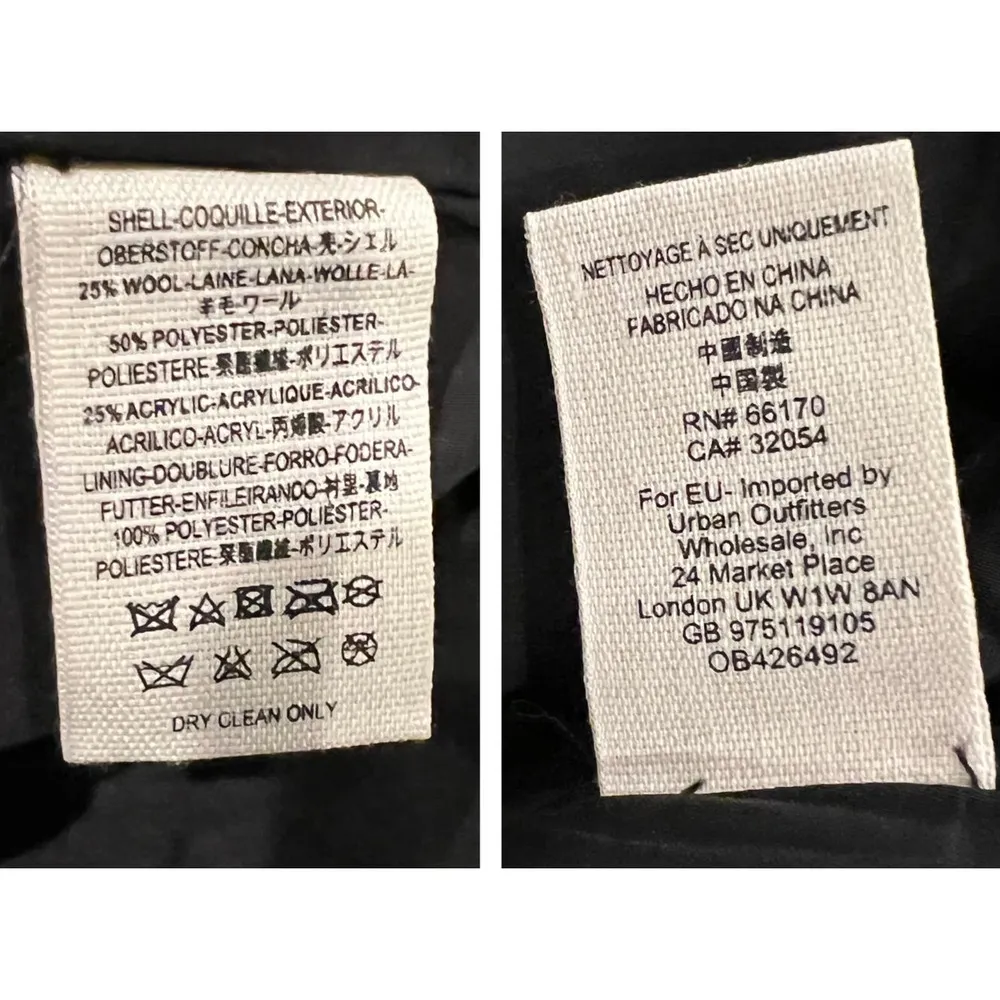 SHELL-COQUILLE-EXTERIOR-
OBERSTOFF-CONCHA-壳-シェル
25% WOOL-LAINE-LANA-WOLLE-LA-
羊毛-ウール
50% POLYESTER-POLIESTER-
POLIESTERE-聚酯纖維-ポリエステル
25% ACRYLIC-ACRYLIQUE-ACRILICO-
ACRILICO-ACRYL-丙烯酸-アクリル
LINING-DOUBLURE-FORRO-FODERA-
FUTTER-ENFILEIRANDO-衬里-裏地
100% POLYESTER-POLIESTER-
POLIESTERE-聚酯纖維-ポリエステル
DRY CLEAN ONLY
NETTOYAGE À SEC UNIQUEMENT
HECHO EN CHINA
FABRICADO NA CHINA
中國制造
中国製
RN# 66170
CA# 32054
For EU- Imported by
Urban Outfitters
Wholesale, Inc
24 Market Place
London UK W1W 8AN
GB 975119105
OB426492